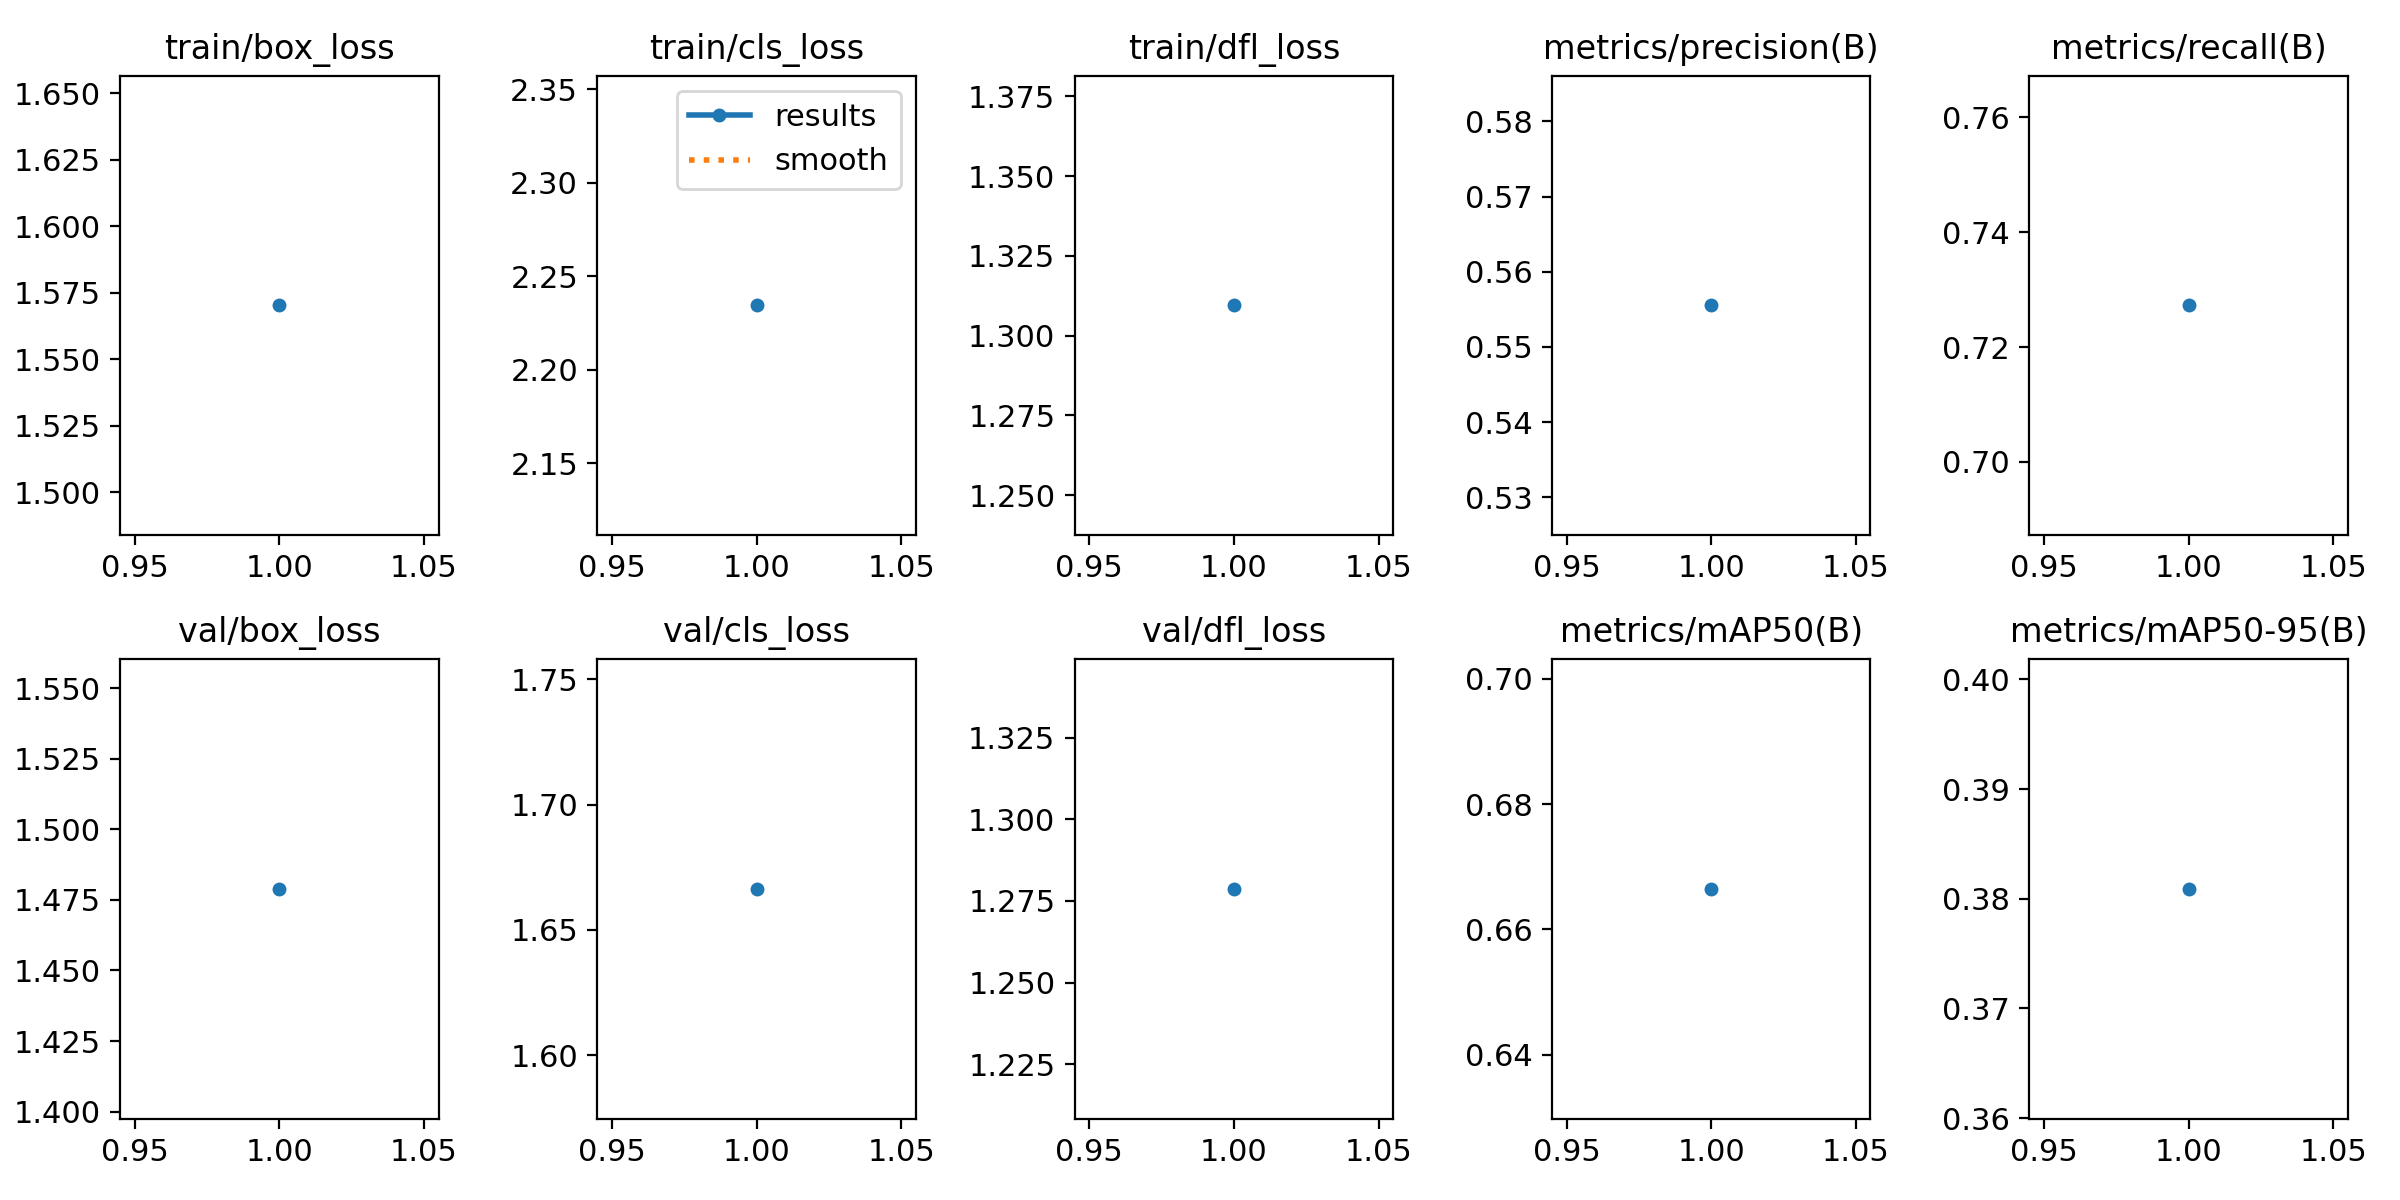 train/box_loss
1.650
1.625
1.600
1.575
1.550
1.525
1.500
0.95 1.00 1.05
train/cls_loss
results
smooth
2.35
2.30
2.25
2.20
2.15
0.95 1.00 1.05
train/dfl_loss
1.375
1.350
1.325
1.300
1.275
1.250
0.95 1.00 1.05
metrics/precision(B)
0.58
0.57
0.56
0.55
0.54
0.53
0.95 1.00 1.05
metrics/recall(B)
0.76
0.74
0.72
0.70
0.95 1.00 1.05
val/box_loss
1.550
1.525
1.500
1.475
1.450
1.425
1.400
0.95 1.00 1.05
val/cls_loss
1.75
1.70
1.65
1.60
0.95 1.00 1.05
val/dfl_loss
1.325
1.300
1.275
1.250
1.225
0.95 1.00 1.05
metrics/mAP50(B)
0.70
0.68
0.66
0.64
0.95 1.00 1.05
metrics/mAP50-95(B)
0.40
0.39
0.38
0.37
0.36
0.95 1.00 1.05